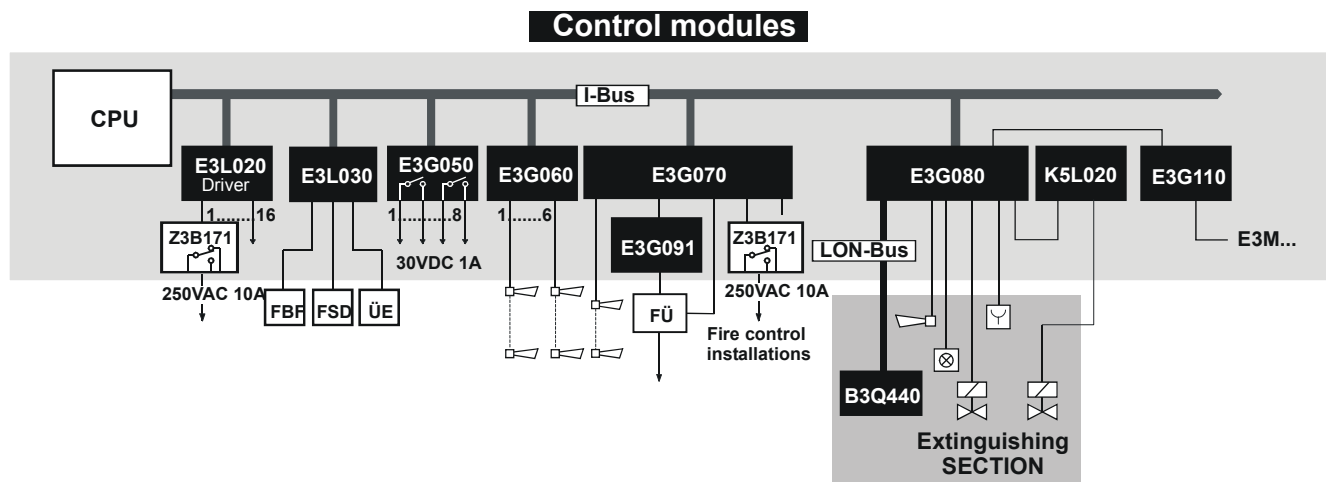 Control modules
I-Bus
CPU
E3L020
Driver
E3L030
E3G050
E3G060
E3G070
E3G080
K5L020
E3G110
1........16
1............8
1......6
Z3B171
30VDC 1A
E3G091
Z3B171
LON-Bus
E3M...
250VAC 10A
FBF
FSD
ÜE
FÜ
250VAC 10A
Fire control
installations
B3Q440
Extinguishing
SECTION